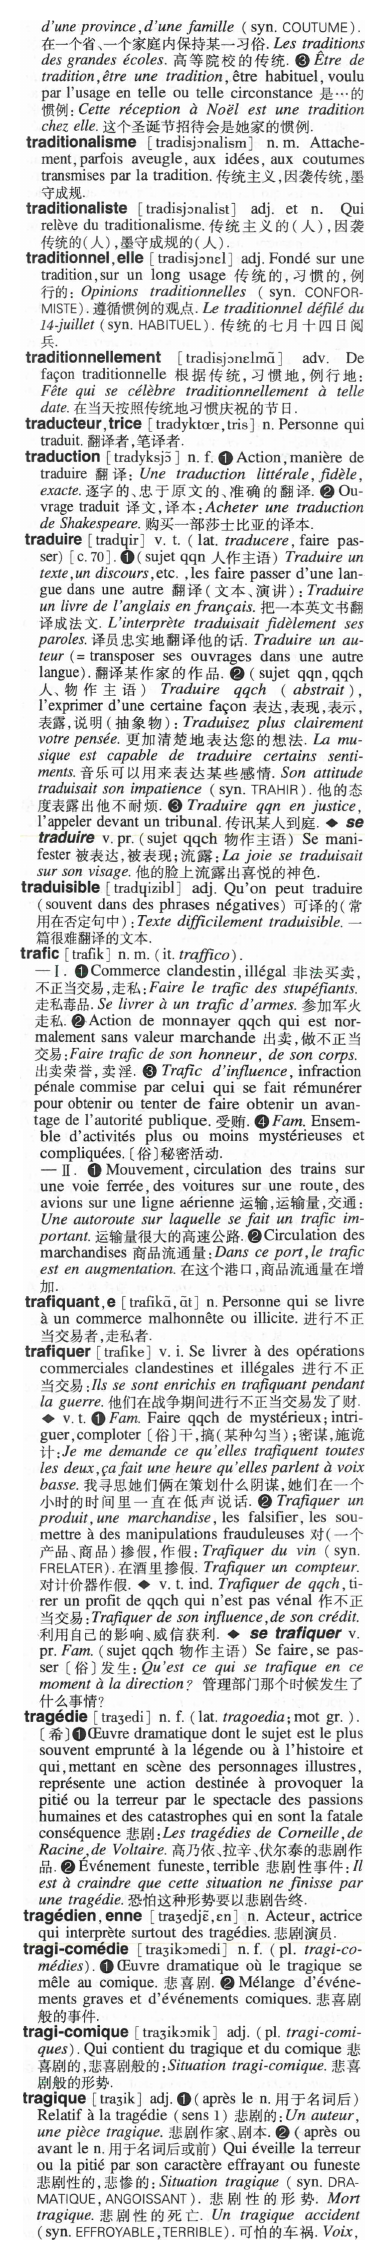 d'une province, d'une famille (syn. COUTUME).
在一个省、一个家庭内保持某一习俗. Les traditions
des grandes écoles. 高等院校的传统. ❸ Être de
tradition, être une tradition, être habituel, voulu
par l'usage en telle ou telle circonstance 是…的
惯例: Cette réception à Noël est une tradition
chez elle. 这个圣诞节招待会是她家的惯例.
traditionalisme [tradisjɔnalism] n. m. Attache-
ment, parfois aveugle, aux idées, aux coutumes
transmises par la tradition. 传统主义,因袭传统,墨
守成规.
traditionaliste [tradisjɔnalist] adj. et n. Qui
relève du traditionalisme. 传统主义的(人),因袭
传统的(人),墨守成规的(人).
traditionnel, elle [tradisjɔnɛl] adj. Fondé sur une
tradition, sur un long usage 传统的,习惯的,例
行的: Opinions traditionnelles (syn. CONFOR-
MISTE). 遵循惯例的观点. Le traditionnel défilé du
14-juillet (syn. HABITUEL). 传统的七月十四日阅
兵.
traditionnellement [tradisjɔnɛlmɑ̃] adv. De
façon traditionnelle 根据传统,习惯地,例行地:
Fête qui se célèbre traditionnellement à telle
date. 在当天按照传统地习惯庆祝的节日.
traducteur, trice [tradyktœr, tris] n. Personne qui
traduit. 翻译者,笔译者.
traduction [tradyksjɔ̃] n. f. ❶ Action, manière de
traduire 翻译: Une traduction littérale, fidèle,
exacte. 逐字的、忠于原文的、准确的翻译. ❷ Ou-
vrage traduit 译文,译本: Acheter une traduction
de Shakespeare. 购买一部莎士比亚的译本.
traduire [tradɥir] v. t. (lat. traducere, faire pas-
ser) [c. 70]. ❶ (sujet qqn 人作主语) Traduire un
texte, un discours, etc., les faire passer d'une lan-
gue dans une autre 翻译(文本、演讲): Traduire
un livre de l'anglais en français. 把一本英文书翻
译成法文. L'interprète traduisait fidèlement ses
paroles. 译员忠实地翻译他的话. Traduire un au-
teur (= transposer ses ouvrages dans une autre
langue). 翻译某作家的作品. ❷ (sujet qqn, qqch
人、物作主语) Traduire qqch (abstrait),
l'exprimer d'une certaine façon 表达,表现,表示,
表露,说明(抽象物): Traduisez plus clairement
votre pensée. 更加清楚地表达您的想法. La mu-
sique est capable de traduire certains senti-
ments. 音乐可以用来表达某些感情. Son attitude
traduisait son impatience (syn. TRAHIR). 他的态
度表露出他不耐烦. ❸ Traduire qqn en justice,
l'appeler devant un tribunal. 传讯某人到庭. ◆ se
traduire v. pr. (sujet qqch 物作主语) Se mani-
fester 被表达,被表现;流露: La joie se traduisait
sur son visage. 他的脸上流露出喜悦的神色.
traduisible [tradɥizibl] adj. Qu'on peut traduire
(souvent dans des phrases négatives) 可译的(常
用在否定句中): Texte difficilement traduisible. 一
篇很难翻译的文本.
trafic [trafik] n. m. (it. traffico).
— Ⅰ. ❶ Commerce clandestin, illégal 非法买卖,
不正当交易,走私: Faire le trafic des stupéfiants.
走私毒品. Se livrer à un trafic d'armes. 参加军火
走私. ❷ Action de monnayer qqch qui est nor-
malement sans valeur marchande 出卖,做不正当
交易: Faire trafic de son honneur, de son corps.
出卖荣誉,卖淫. ❸ Trafic d'influence, infraction
pénale commise par celui qui se fait rémunérer
pour obtenir ou tenter de faire obtenir un avan-
tage de l'autorité publique. 受贿. ❹ Fam. Ensem-
ble d'activités plus ou moins mystérieuses et
compliquées. 〔俗〕秘密活动.
— Ⅱ. ❶ Mouvement, circulation des trains sur
une voie ferrée, des voitures sur une route, des
avions sur une ligne aérienne 运输,运输量,交通:
Une autoroute sur laquelle se fait un trafic im-
portant. 运输量很大的高速公路. ❷ Circulation des
marchandises 商品流通量: Dans ce port, le trafic
est en augmentation. 在这个港口,商品流通量在增
加.
trafiquant, e [trafikɑ̃, ɑ̃t] n. Personne qui se livre
à un commerce malhonnête ou illicite. 进行不正
当交易者,走私者.
trafiquer [trafike] v. i. Se livrer à des opérations
commerciales clandestines et illégales 进行不正
当交易: Ils se sont enrichis en trafiquant pendant
la guerre. 他们在战争期间进行不正当交易发了财.
◆ v. t. ❶ Fam. Faire qqch de mystérieux; intri-
guer, comploter 〔俗〕干,搞(某种勾当);密谋,施诡
计: Je me demande ce qu'elles trafiquent toutes
les deux, ça fait une heure qu'elles parlent à voix
basse. 我寻思她们俩在策划什么阴谋,她们在一个
小时的时间里一直在低声说话. ❷ Trafiquer un
produit, une marchandise, les falsifier, les sou-
mettre à des manipulations frauduleuses 对(一个
产品、商品)掺假,作假: Trafiquer du vin (syn.
FRELATER). 在酒里掺假. Trafiquer un compteur.
对计价器作假. ◆ v. t. ind. Trafiquer de qqch, ti-
rer un profit de qqch qui n'est pas vénal 作不正
当交易: Trafiquer de son influence, de son crédit.
利用自己的影响、威信获利. ◆ se trafiquer v.
pr. Fam. (sujet qqch 物作主语) Se faire, se pas-
ser 〔俗〕发生: Qu'est ce qui se trafique en ce
moment à la direction? 管理部门那个时候发生了
什么事情?
tragédie [traʒedi] n. f. (lat. tragoedia; mot gr.).
〔希〕❶ Œuvre dramatique dont le sujet est le plus
souvent emprunté à la légende ou à l'histoire et
qui, mettant en scène des personnages illustres,
représente une action destinée à provoquer la
pitié ou la terreur par le spectacle des passions
humaines et des catastrophes qui en sont la fatale
conséquence 悲剧: Les tragédies de Corneille, de
Racine, de Voltaire. 高乃依、拉辛、伏尔泰的悲剧作
品. ❷ Événement funeste, terrible 悲剧性事件: Il
est à craindre que cette situation ne finisse par
une tragédie. 恐怕这种形势要以悲剧告终.
tragédien, enne [traʒedjɛ̃, ɛn] n. Acteur, actrice
qui interprète surtout des tragédies. 悲剧演员.
tragi-comédie [traʒikɔmedi] n. f. (pl. tragi-co-
médies). ❶ Œuvre dramatique où le tragique se
mêle au comique. 悲喜剧. ❷ Mélange d'événe-
ments graves et d'événements comiques. 悲喜剧
般的事件.
tragi-comique [traʒikɔmik] adj. (pl. tragi-comi-
ques). Qui contient du tragique et du comique 悲
喜剧的,悲喜剧般的: Situation tragi-comique. 悲喜
剧般的形势.
tragique [traʒik] adj. ❶ (après le n. 用于名词后)
Relatif à la tragédie (sens 1) 悲剧的: Un auteur,
une pièce tragique. 悲剧作家、剧本. ❷ (après ou
avant le n. 用于名词后或前) Qui éveille la terreur
ou la pitié par son caractère effrayant ou funeste
悲剧性的,悲惨的: Situation tragique (syn. DRA-
MATIQUE, ANGOISSANT). 悲剧性的形势. Mort
tragique. 悲剧性的死亡. Un tragique accident
(syn. EFFROYABLE, TERRIBLE). 可怕的车祸. Voix,